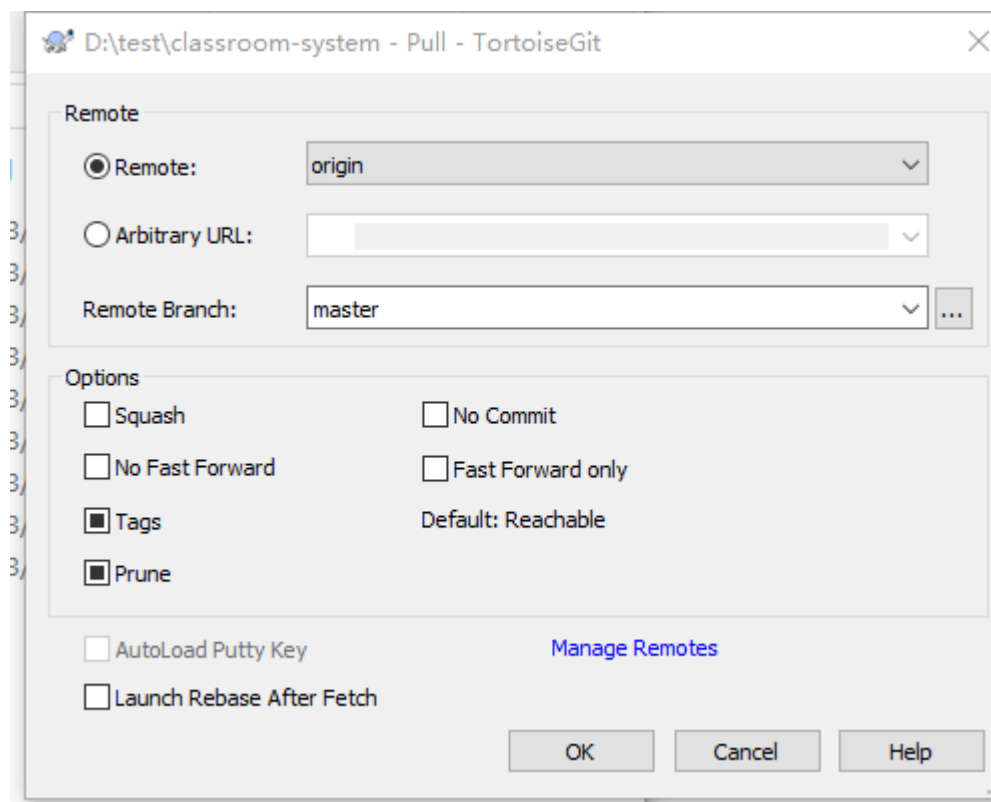 D:\test\classroom-system - Pull - TortoiseGit
Remote
Remote:
origin
Arbitrary URL:
Remote Branch:
master
...
Options
Squash
No Commit
No Fast Forward
Fast Forward only
Tags
Default: Reachable
Prune
AutoLoad Putty Key
Manage Remotes
Launch Rebase After Fetch
OK
Cancel
Help